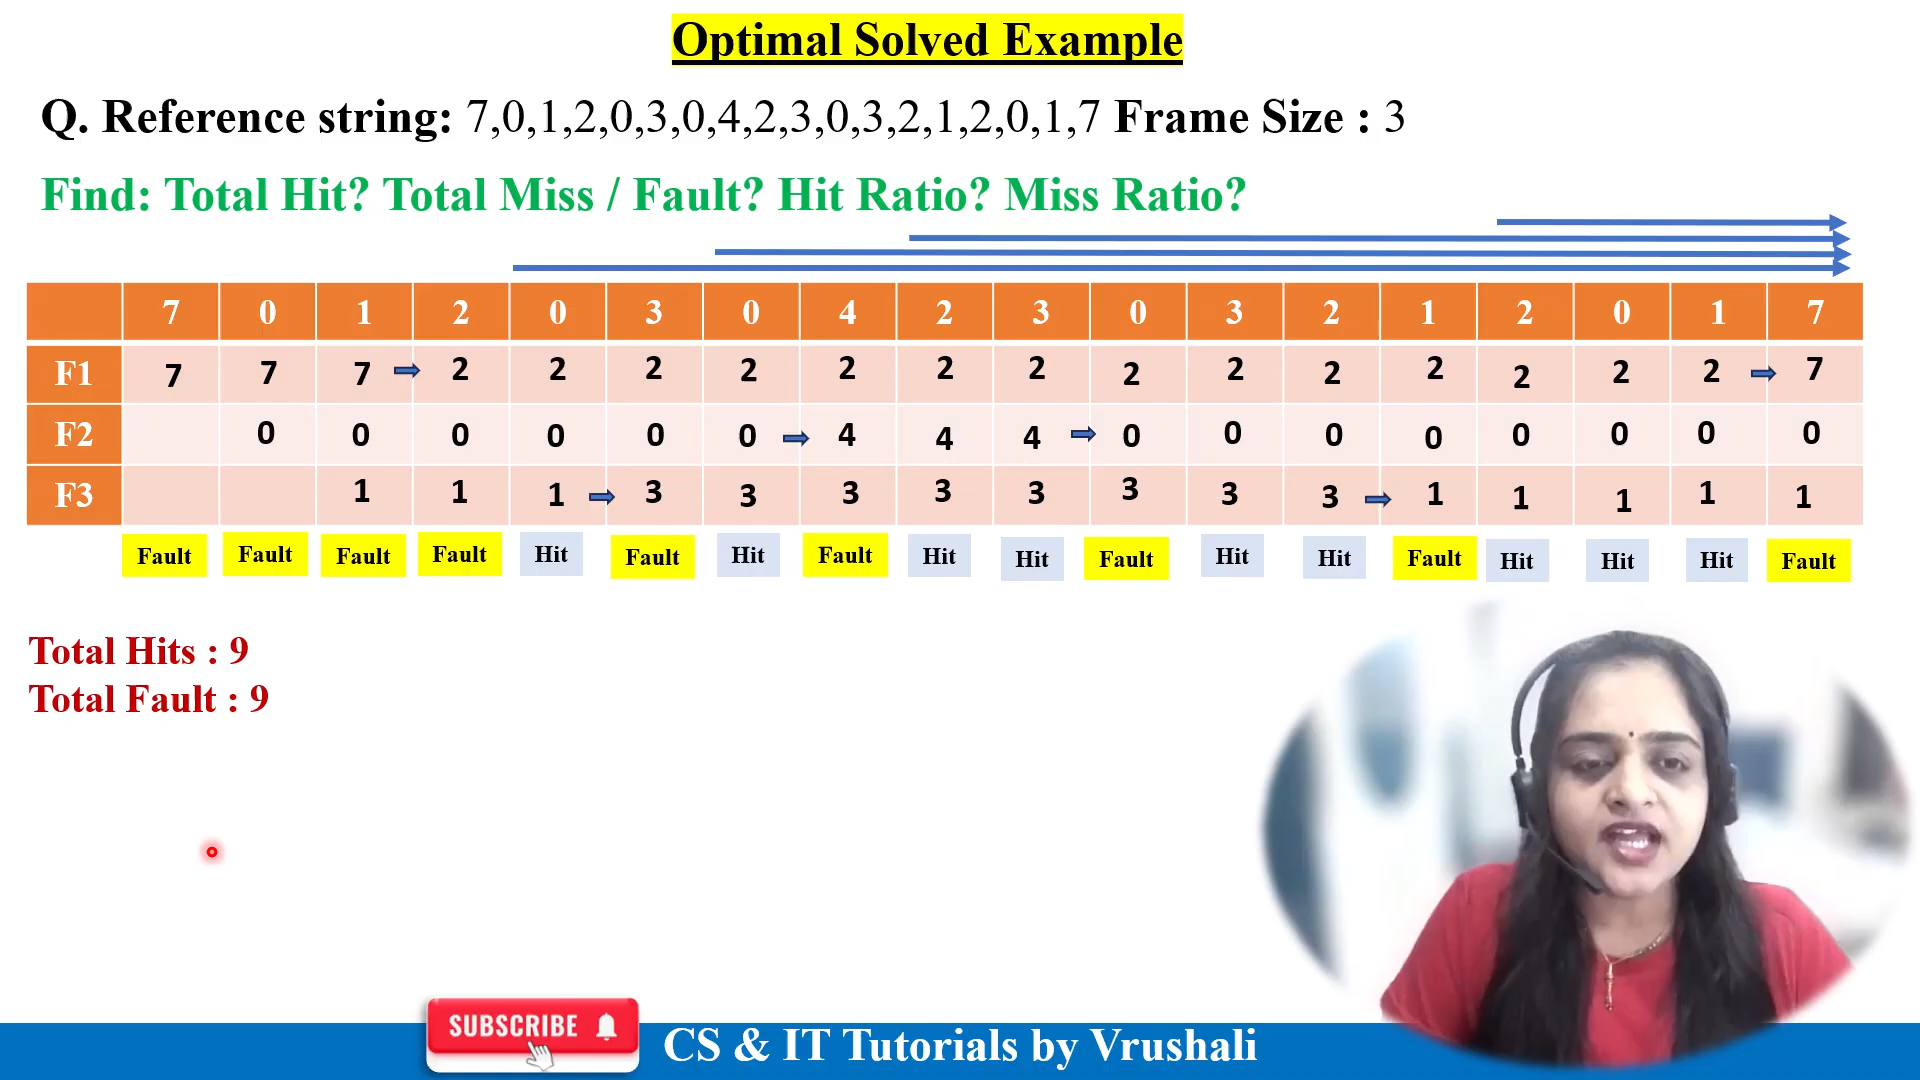 Optimal Solved Example
Q. Reference string: 7,0,1,2,0,3,0,4,2,3,0,3,2,1,2,0,1,7 Frame Size : 3
Find: Total Hit? Total Miss / Fault? Hit Ratio? Miss Ratio?
7 0 1 2 0 3 0 4 2 3 0 3 2 1 2 0 1 7
F1 7 7 7 2 2 2 2 2 2 2 2 2 2 2 2 2 2 7
F2 0 0 0 0 0 0 4 4 4 0 0 0 0 0 0 0 0
F3 1 1 1 3 3 3 3 3 3 3 3 1 1 1 1 1
Fault Fault Fault Fault Hit Fault Hit Fault Hit Hit Fault Hit Hit Fault Hit Hit Hit Fault
Total Hits : 9
Total Fault : 9
SUBSCRIBE
CS & IT Tutorials by Vrushali